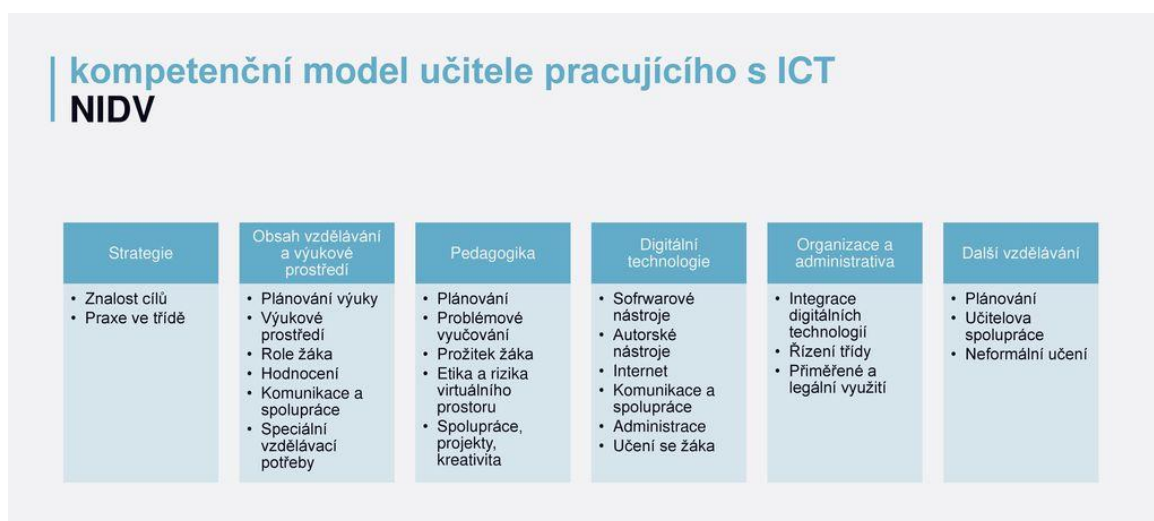 kompetenční model učitele pracujícího s ICT
NIDV
Strategie
• Znalost cílů
• Praxe ve třídě
Obsah vzdělávání
a výukové
prostředí
• Plánování výuky
• Výukové
prostředí
• Role žáka
• Hodnocení
• Komunikace a
spolupráce
• Speciální
vzdělávací
potřeby
Pedagogika
• Plánování
• Problémové
vyučování
• Prožitek žáka
• Etika a rizika
virtuálního
prostoru
• Spolupráce,
projekty,
kreativita
Digitální
technologie
• Sofrwarové
nástroje
• Autorské
nástroje
• Internet
• Komunikace a
spolupráce
• Administrace
• Učení se žáka
Organizace a
administrativa
• Integrace
digitálních
technologií
• Řízení třídy
• Přiměřené a
legální využití
Další vzdělávání
• Plánování
• Učitelova
spolupráce
• Neformální učení